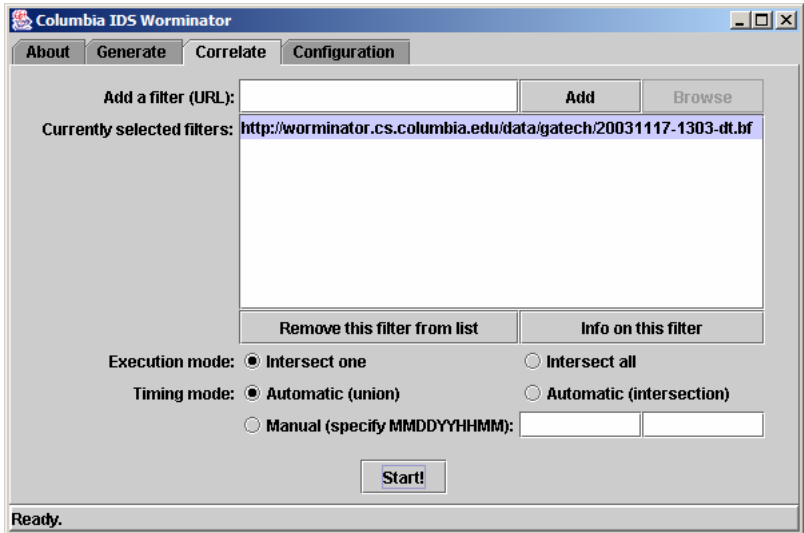 Columbia IDS Worminator
About Generate Correlate Configuration
Add a filter (URL): Add Browse
Currently selected filters: http://worminator.cs.columbia.edu/data/gatech/20031117-1303-dt.bf
Remove this filter from list Info on this filter
Execution mode: Intersect one Intersect all
Timing mode: Automatic (union) Automatic (intersection)
Manual (specify MMDDYYHHMM):
Start!
Ready.